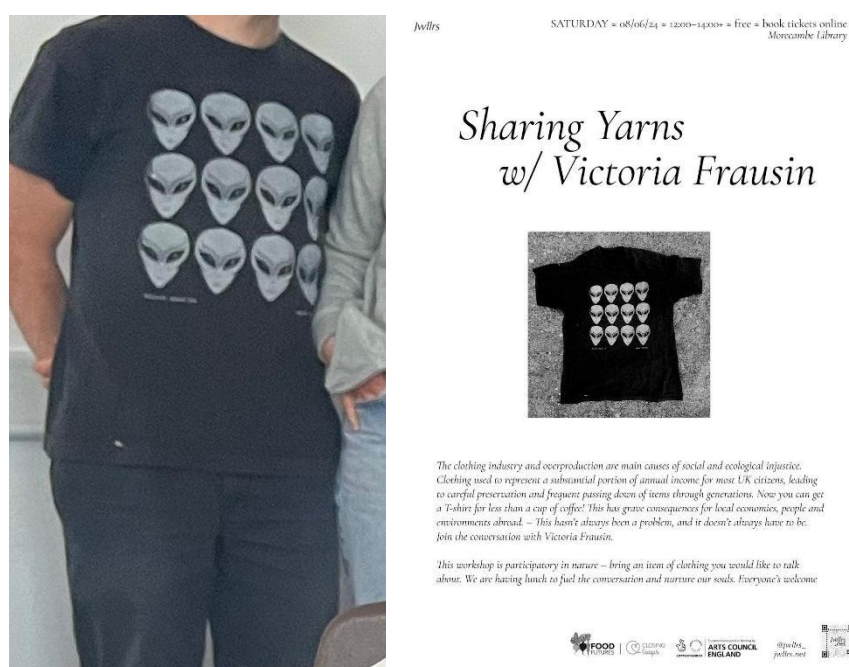 Jwllrs
SATURDAY = 08/06/24 = 12:00–14:00+ = free = book tickets online
Morecambe Library
Sharing Yarns
w/ Victoria Frausin
The clothing industry and overproduction are main causes of social and ecological injustice.
Clothing used to represent a substantial portion of annual income for most UK citizens, leading
to careful preservation and frequent passing down of items through generations. Now you can get
a T-shirt for less than a cup of coffee! This has grave consequences for local economies, people and
environments abroad. – This hasn't always been a problem, and it doesn't always have to be.
Join the conversation with Victoria Frausin.
This workshop is participatory in nature – bring an item of clothing you would like to talk
about. We are having lunch to fuel the conversation and nurture our souls. Everyone's welcome
FOOD
FUTURES
CLOSING
ARTS COUNCIL
ENGLAND
@jwllrs_
jwllrs.net